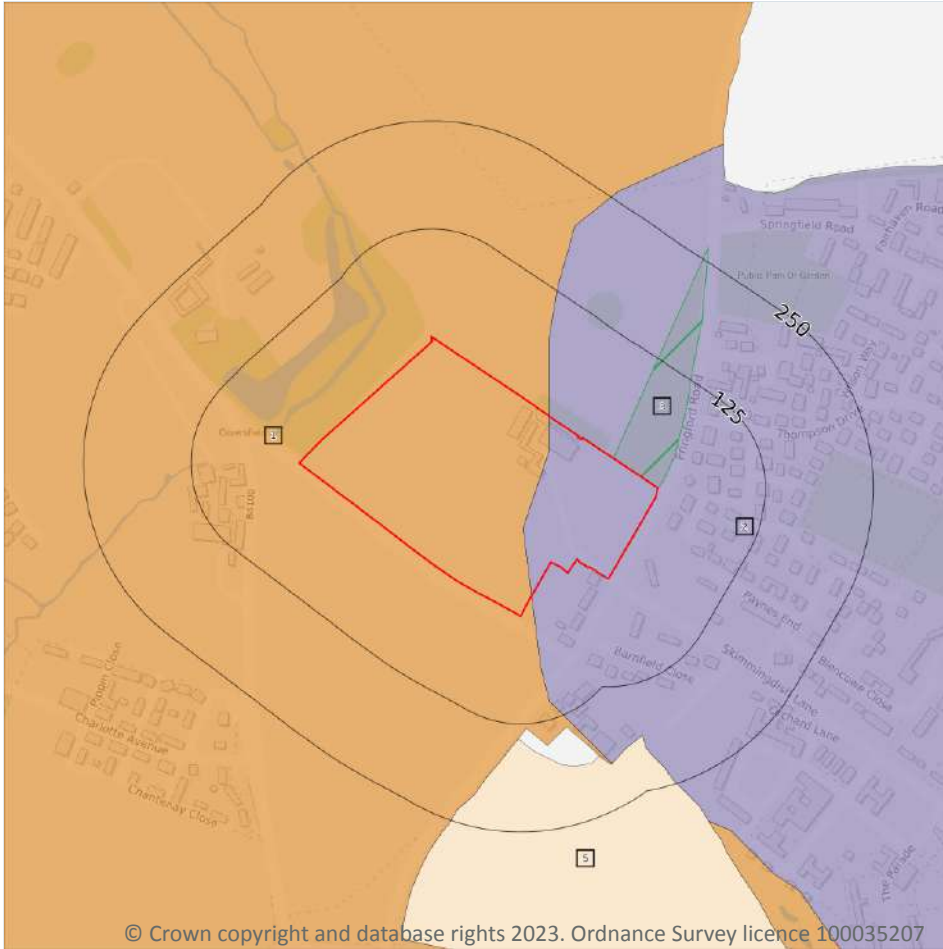 Springfield Road
Fairhaven Road
Public Park Or Garden
250
125
Thompson Drive
Fringford Road
1
B4100
2
Paynes End
Barnfield Close
Skimmingdish Lane
Blencowe Close
Orchard Lane
Pippin Close
Charlotte Avenue
Chantenay Close
5
The Parade
© Crown copyright and database rights 2023. Ordnance Survey licence 100035207